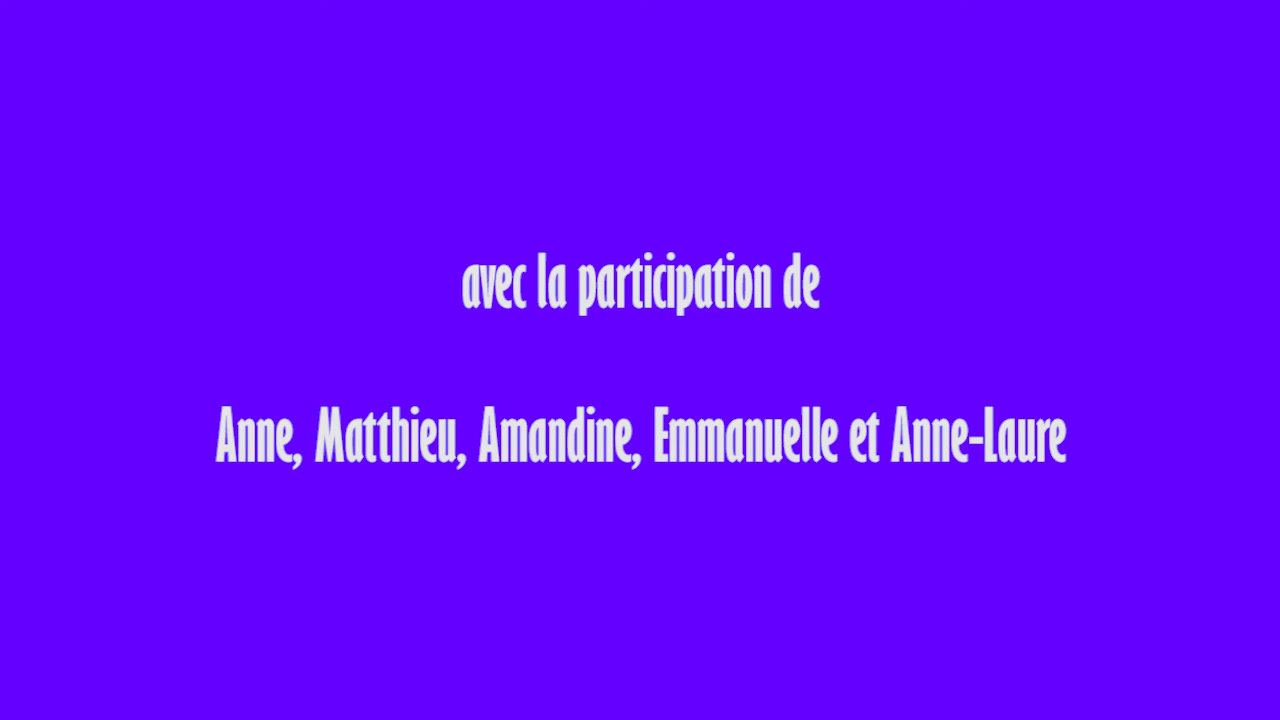 avec la participation de
Anne, Matthieu, Amandine, Emmanuelle et Anne-Laure